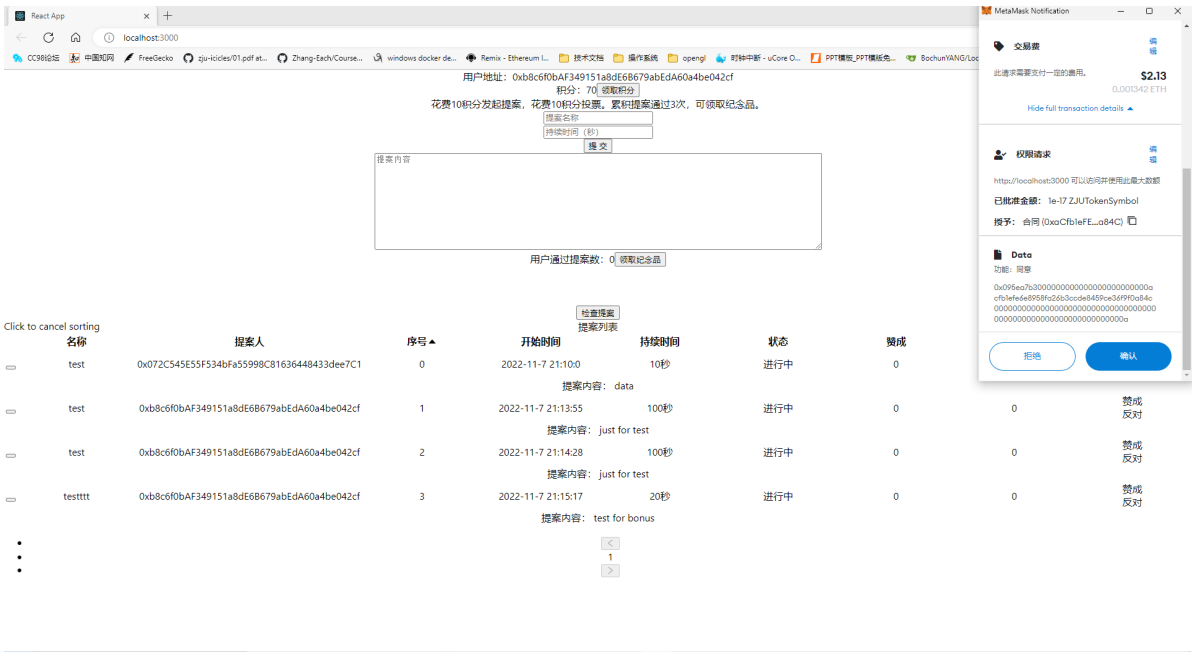 React App
MetaMask Notification
localhost:3000
CC98论坛 中国知网 FreeGecko zju-icicles/01.pdf at... Zhang-Each/Course... windows docker de... Remix - Ethereum I... 技术文档 操作系统 opengl 时钟中断 - uCore O... PPT模板_PPT模版免... BochunYANG/Loc
用户地址：0xb8c6f0bAF349151a8dE6B679abEdA60a4be042cf
积分：70 领取积分
花费10积分发起提案，花费10积分投票。累积提案通过3次，可领取纪念品。
提案名称
持续时间（秒）
提 交
提案内容
用户通过提案数：0 领取纪念品
检查提案
Click to cancel sorting
提案列表
名称 提案人 序号 开始时间 持续时间 状态 赞成
test 0x072C545E55F534bFa55998C81636448433dee7C1 0 2022-11-7 21:10:0 10秒 进行中 0
提案内容： data
test 0xb8c6f0bAF349151a8dE6B679abEdA60a4be042cf 1 2022-11-7 21:13:55 100秒 进行中 0 0 赞成
反对
提案内容： just for test
test 0xb8c6f0bAF349151a8dE6B679abEdA60a4be042cf 2 2022-11-7 21:14:28 100秒 进行中 0 0 赞成
反对
提案内容： just for test
testttt 0xb8c6f0bAF349151a8dE6B679abEdA60a4be042cf 3 2022-11-7 21:15:17 20秒 进行中 0 0 赞成
反对
提案内容： test for bonus
<
1
>
交易费 编
辑
此请求需要支付一定的费用。 $2.13
0.001342 ETH
Hide full transaction details
权限请求 编
辑
http://localhost:3000 可以访问并使用此最大数额
已批准金额： 1e-17 ZJUTokenSymbol
授予： 合同 (0xaCfb1eFE...a84C)
Data
功能：同意
0x095ea7b3000000000000000000000000a
cfb1efe6e8958fa26b3ccde8459ce36f9f0a84c
00000000000000000000000000000000000
0000000000000000000000000000a
拒绝 确认